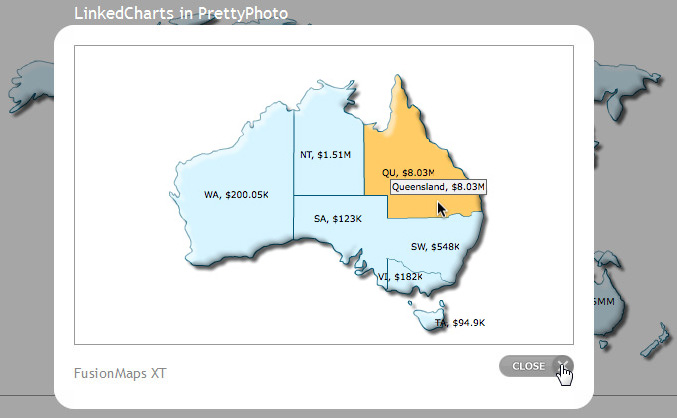 LinkedCharts in PrettyPhoto
NT, $1.51M
QU, $8.03M
Queensland, $8.03M
WA, $200.05K
SA, $123K
SW, $548K
VI, $182K
TA, $94.9K
FusionMaps XT
CLOSE